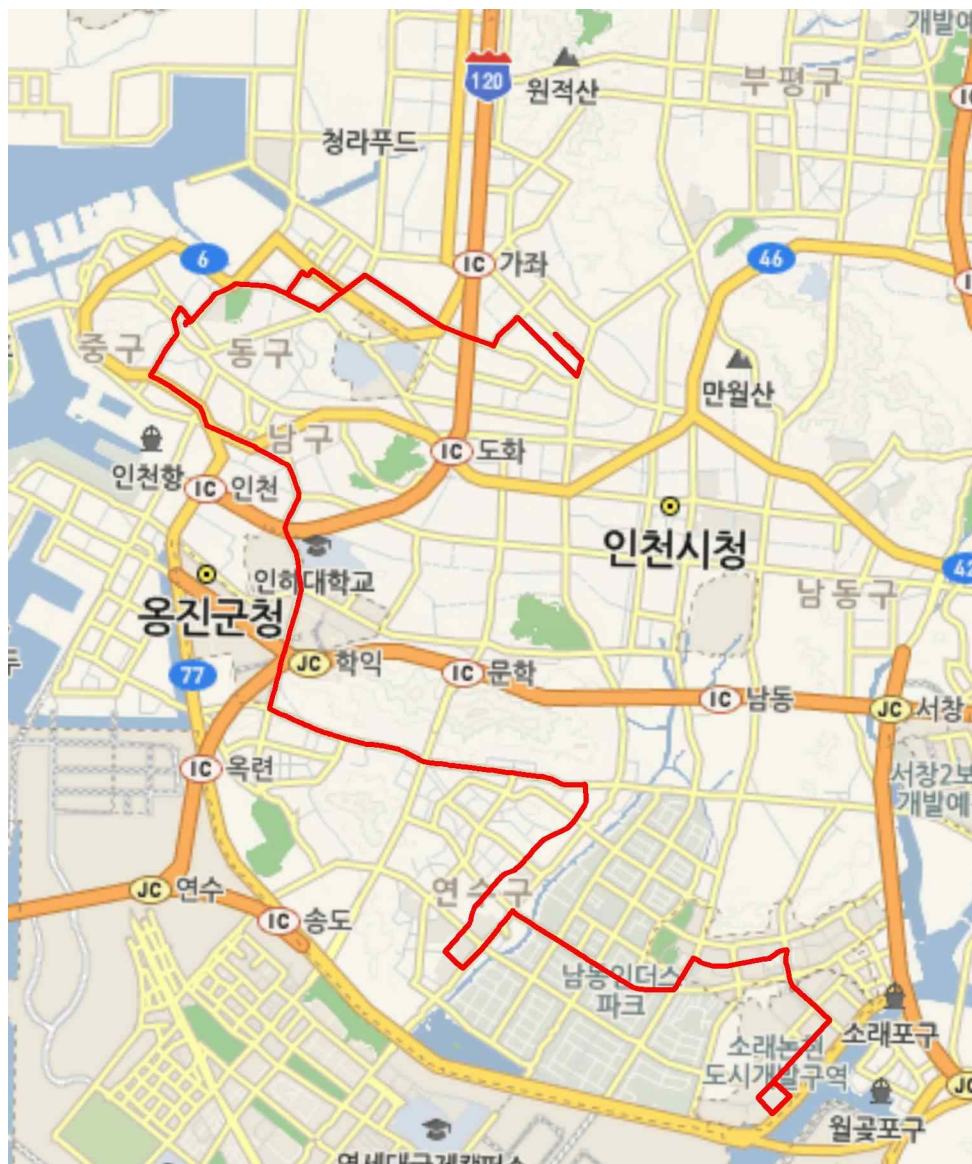 개발예
120
원적산
부평구
IC
청라푸드
6
IC 가좌
46
IC
중구
동구
만월산
남구
IC 도화
인천항
IC 인천
인천시청
인하대학교
42
옹진군청
남동구
JC 학익
IC 문학
77
IC 남동
JC 서창
IC 옥련
서창2보
개발예
JC 연수
연수구
IC 송도
남동인더스
파크
소래포구
소래논현
도시개발구역
JC
월곶포구